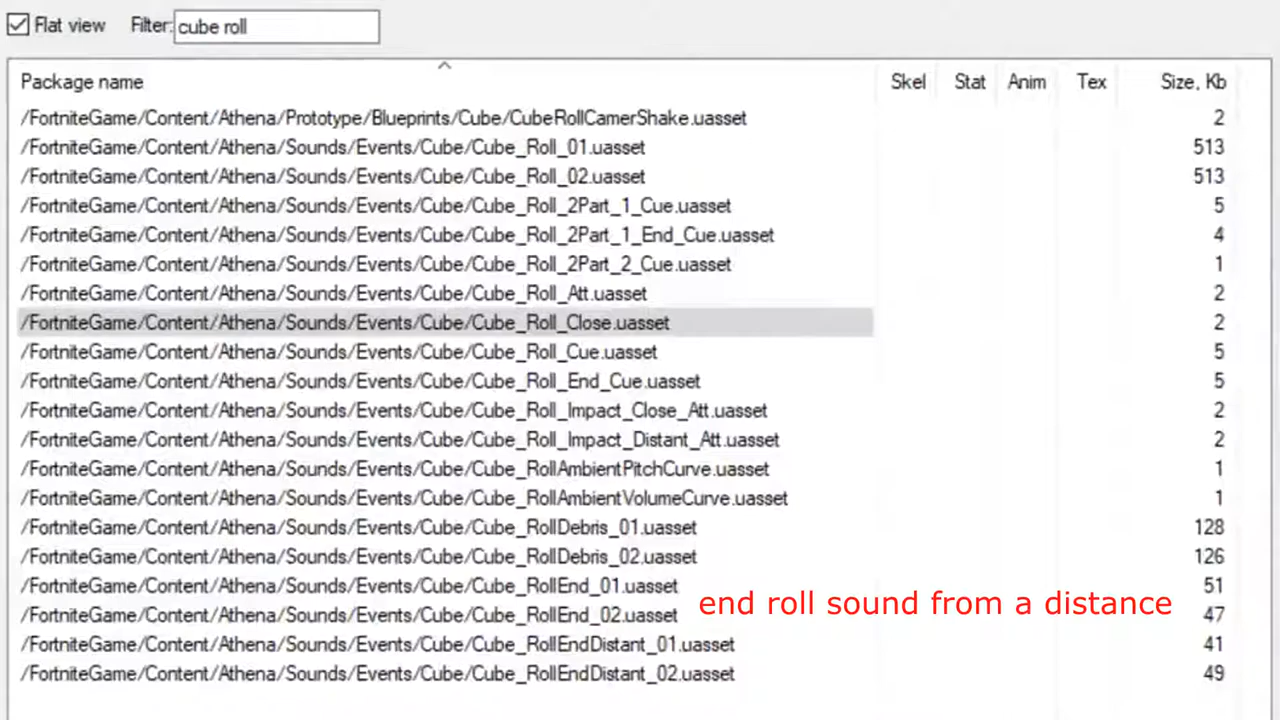 Flat view Filter: cube roll
Package name Skel Stat Anim Tex Size, Kb
/FortniteGame/Content/Athena/Prototype/Blueprints/Cube/CubeRollCamerShake.uasset 2
/FortniteGame/Content/Athena/Sounds/Events/Cube/Cube_Roll_01.uasset 513
/FortniteGame/Content/Athena/Sounds/Events/Cube/Cube_Roll_02.uasset 513
/FortniteGame/Content/Athena/Sounds/Events/Cube/Cube_Roll_2Part_1_Cue.uasset 5
/FortniteGame/Content/Athena/Sounds/Events/Cube/Cube_Roll_2Part_1_End_Cue.uasset 4
/FortniteGame/Content/Athena/Sounds/Events/Cube/Cube_Roll_2Part_2_Cue.uasset 1
/FortniteGame/Content/Athena/Sounds/Events/Cube/Cube_Roll_Att.uasset 2
/FortniteGame/Content/Athena/Sounds/Events/Cube/Cube_Roll_Close.uasset 2
/FortniteGame/Content/Athena/Sounds/Events/Cube/Cube_Roll_Cue.uasset 5
/FortniteGame/Content/Athena/Sounds/Events/Cube/Cube_Roll_End_Cue.uasset 5
/FortniteGame/Content/Athena/Sounds/Events/Cube/Cube_Roll_Impact_Close_Att.uasset 2
/FortniteGame/Content/Athena/Sounds/Events/Cube/Cube_Roll_Impact_Distant_Att.uasset 2
/FortniteGame/Content/Athena/Sounds/Events/Cube/Cube_RollAmbientPitchCurve.uasset 1
/FortniteGame/Content/Athena/Sounds/Events/Cube/Cube_RollAmbientVolumeCurve.uasset 1
/FortniteGame/Content/Athena/Sounds/Events/Cube/Cube_RollDebris_01.uasset 128
/FortniteGame/Content/Athena/Sounds/Events/Cube/Cube_RollDebris_02.uasset 126
/FortniteGame/Content/Athena/Sounds/Events/Cube/Cube_RollEnd_01.uasset 51
end roll sound from a distance
/FortniteGame/Content/Athena/Sounds/Events/Cube/Cube_RollEnd_02.uasset 47
/FortniteGame/Content/Athena/Sounds/Events/Cube/Cube_RollEndDistant_01.uasset 41
/FortniteGame/Content/Athena/Sounds/Events/Cube/Cube_RollEndDistant_02.uasset 49